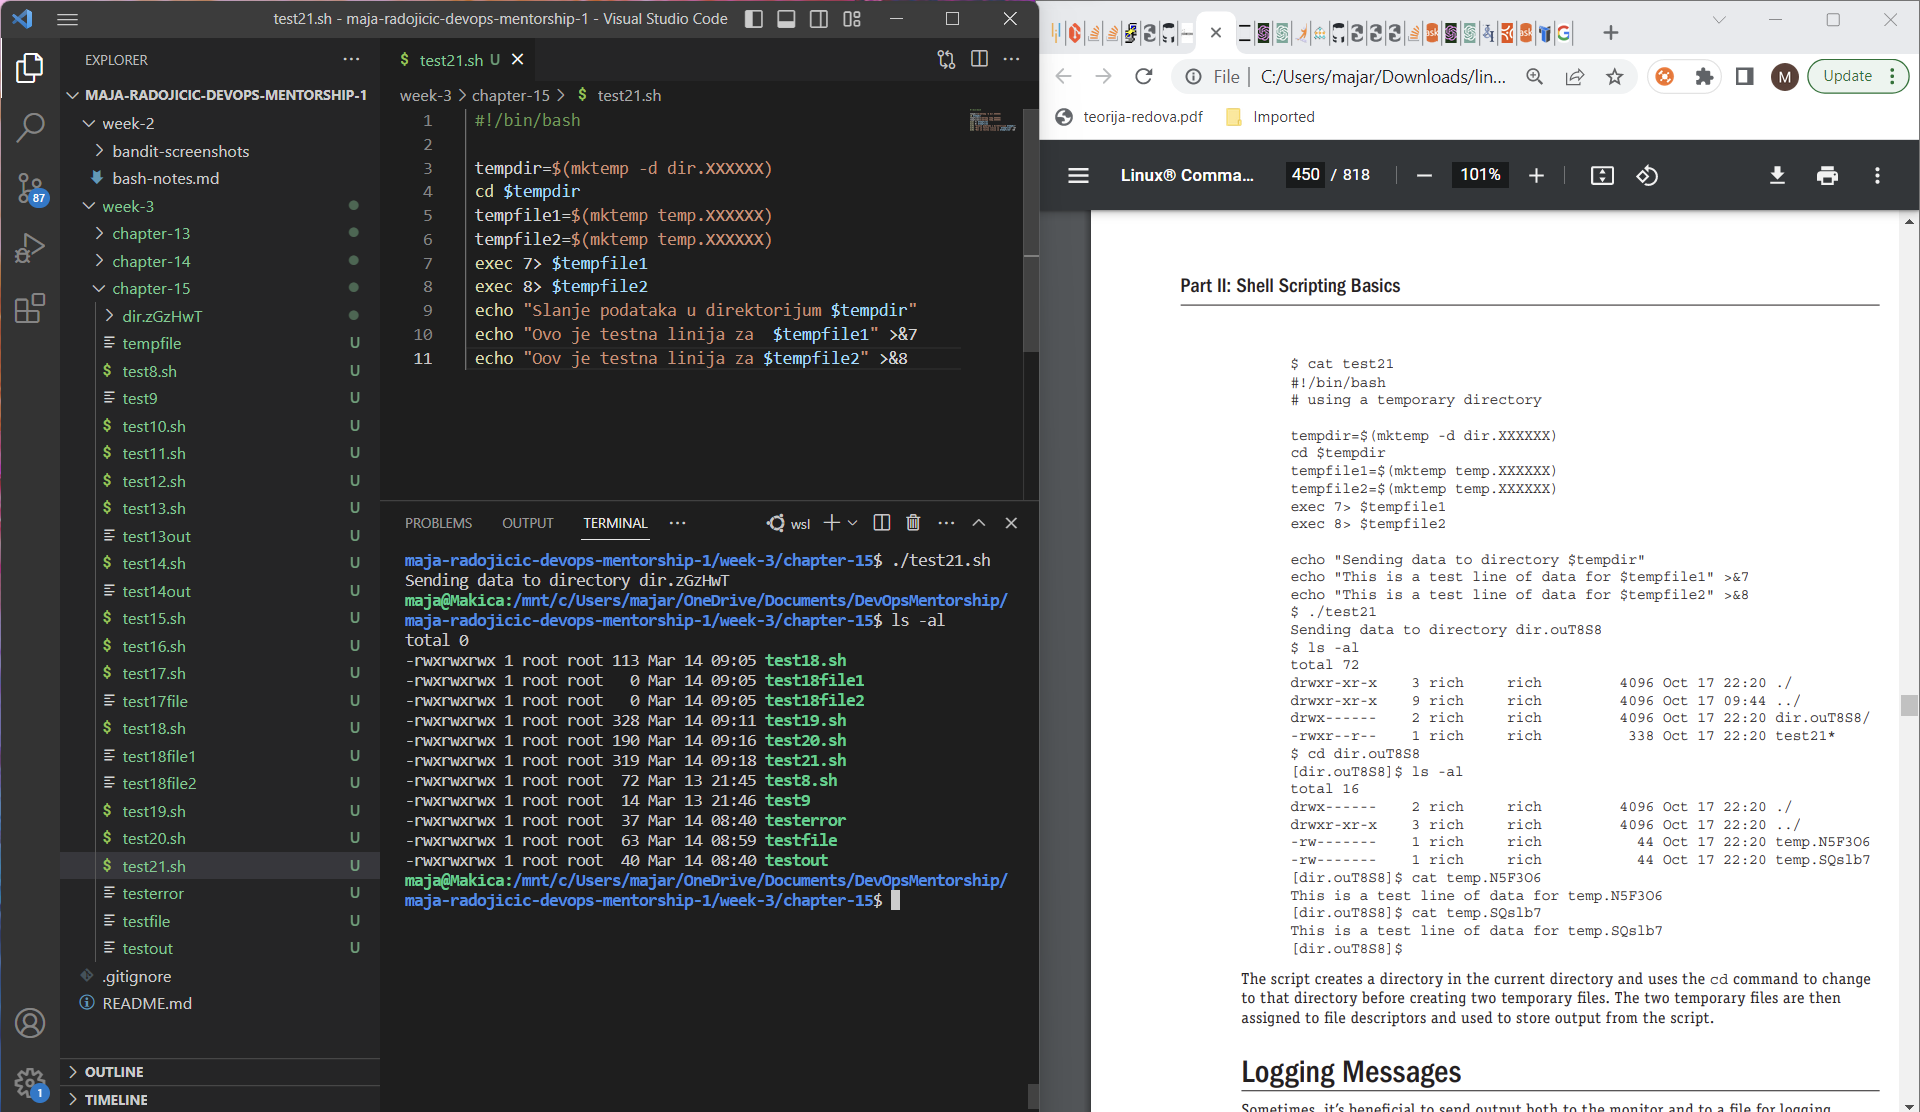 test21.sh - maja-radojicic-devops-mentorship-1 - Visual Studio Code
EXPLORER
MAJA-RADOJICIC-DEVOPS-MENTORSHIP-1
week-2
bandit-screenshots
bash-notes.md
week-3
chapter-13
chapter-14
chapter-15
dir.zGzHwT
tempfile U
$ test8.sh U
test9 U
$ test10.sh U
$ test11.sh U
$ test12.sh U
$ test13.sh U
test13out U
$ test14.sh U
test14out U
$ test15.sh U
$ test16.sh U
$ test17.sh U
test17file U
$ test18.sh U
test18file1 U
test18file2 U
$ test19.sh U
$ test20.sh U
$ test21.sh U
testerror U
testfile U
testout U
.gitignore
README.md
OUTLINE
TIMELINE
87
1
$ test21.sh U
week-3 > chapter-15 > $ test21.sh
1 #!/bin/bash
2
3 tempdir=$(mktemp -d dir.XXXXXX)
4 cd $tempdir
5 tempfile1=$(mktemp temp.XXXXXX)
6 tempfile2=$(mktemp temp.XXXXXX)
7 exec 7> $tempfile1
8 exec 8> $tempfile2
9 echo "Slanje podataka u direktorijum $tempdir"
10 echo "Ovo je testna linija za  $tempfile1" >&7
11 echo "Oov je testna linija za $tempfile2" >&8
PROBLEMS OUTPUT TERMINAL wsl
maja-radojicic-devops-mentorship-1/week-3/chapter-15$ ./test21.sh
Sending data to directory dir.zGzHwT
maja@Makica:/mnt/c/Users/majar/OneDrive/Documents/DevOpsMentorship/
maja-radojicic-devops-mentorship-1/week-3/chapter-15$ ls -al
total 0
-rwxrwxrwx 1 root root 113 Mar 14 09:05 test18.sh
-rwxrwxrwx 1 root root   0 Mar 14 09:05 test18file1
-rwxrwxrwx 1 root root   0 Mar 14 09:05 test18file2
-rwxrwxrwx 1 root root 328 Mar 14 09:11 test19.sh
-rwxrwxrwx 1 root root 190 Mar 14 09:16 test20.sh
-rwxrwxrwx 1 root root 319 Mar 14 09:18 test21.sh
-rwxrwxrwx 1 root root  72 Mar 13 21:45 test8.sh
-rwxrwxrwx 1 root root  14 Mar 13 21:46 test9
-rwxrwxrwx 1 root root  37 Mar 14 08:40 testerror
-rwxrwxrwx 1 root root  63 Mar 14 08:59 testfile
-rwxrwxrwx 1 root root  40 Mar 14 08:40 testout
maja@Makica:/mnt/c/Users/majar/OneDrive/Documents/DevOpsMentorship/
maja-radojicic-devops-mentorship-1/week-3/chapter-15$
File | C:/Users/majar/Downloads/lin... M Update
teorija-redova.pdf Imported
Linux® Comma... 450 / 818 101%
Part II: Shell Scripting Basics
$ cat test21
#!/bin/bash
# using a temporary directory
tempdir=$(mktemp -d dir.XXXXXX)
cd $tempdir
tempfile1=$(mktemp temp.XXXXXX)
tempfile2=$(mktemp temp.XXXXXX)
exec 7> $tempfile1
exec 8> $tempfile2
echo "Sending data to directory $tempdir"
echo "This is a test line of data for $tempfile1" >&7
echo "This is a test line of data for $tempfile2" >&8
$ ./test21
Sending data to directory dir.ouT8S8
$ ls -al
total 72
drwxr-xr-x 3 rich rich 4096 Oct 17 22:20 ./
drwxr-xr-x 9 rich rich 4096 Oct 17 09:44 ../
drwx------ 2 rich rich 4096 Oct 17 22:20 dir.ouT8S8/
-rwxr--r-- 1 rich rich 338 Oct 17 22:20 test21*
$ cd dir.ouT8S8
[dir.ouT8S8]$ ls -al
total 16
drwx------ 2 rich rich 4096 Oct 17 22:20 ./
drwxr-xr-x 3 rich rich 4096 Oct 17 22:20 ../
-rw------- 1 rich rich 44 Oct 17 22:20 temp.N5F3O6
-rw------- 1 rich rich 44 Oct 17 22:20 temp.SQslb7
[dir.ouT8S8]$ cat temp.N5F3O6
This is a test line of data for temp.N5F3O6
[dir.ouT8S8]$ cat temp.SQslb7
This is a test line of data for temp.SQslb7
[dir.ouT8S8]$
The script creates a directory in the current directory and uses the cd command to change
to that directory before creating two temporary files. The two temporary files are then
assigned to file descriptors and used to store output from the script.
Logging Messages
Sometimes, it's beneficial to send output both to the monitor and to a file for logging